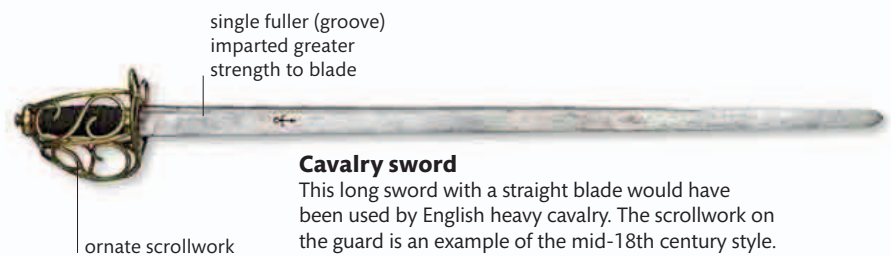 single fuller (groove)
imparted greater
strength to blade
Cavalry sword
This long sword with a straight blade would have
been used by English heavy cavalry. The scrollwork on
the guard is an example of the mid-18th century style.
ornate scrollwork